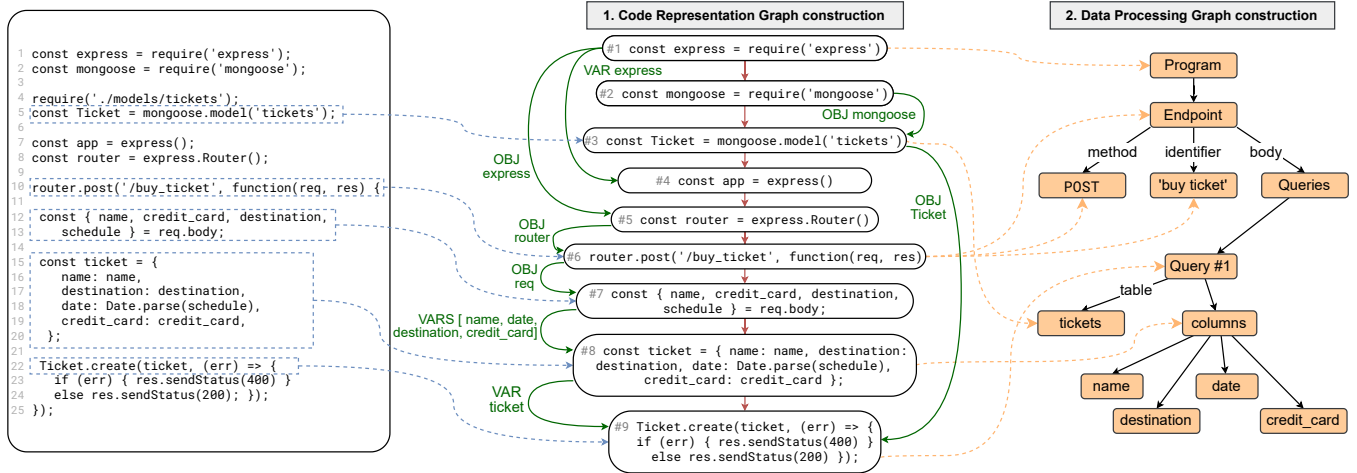 1 const express = require('express');
2 const mongoose = require('mongoose');
3
4 require('./models/tickets');
5 const Ticket = mongoose.model('tickets');
6
7 const app = express();
8 const router = express.Router();
9
10 router.post('/buy_ticket', function(req, res) {
11
12 const { name, credit_card, destination,
13 schedule } = req.body;
14
15 const ticket = {
16 name: name,
17 destination: destination,
18 date: Date.parse(schedule),
19 credit_card: credit_card,
20 };
21
22 Ticket.create(ticket, (err) => {
23 if (err) { res.sendStatus(400) }
24 else res.sendStatus(200); });
25 });
1. Code Representation Graph construction
#1 const express = require('express')
VAR express
#2 const mongoose = require('mongoose')
OBJ mongoose
#3 const Ticket = mongoose.model('tickets')
OBJ
express
#4 const app = express()
OBJ
Ticket
#5 const router = express.Router()
OBJ
router
#6 router.post('/buy_ticket', function(req, res)
OBJ
req
#7 const { name, credit_card, destination,
schedule } = req.body;
VARS [ name, date,
destination, credit_card]
#8 const ticket = { name: name, destination:
destination, date: Date.parse(schedule),
credit_card: credit_card };
VAR
ticket
#9 Ticket.create(ticket, (err) => {
if (err) { res.sendStatus(400) }
else res.sendStatus(200) });
2. Data Processing Graph construction
Program
Endpoint
method
identifier
body
POST
'buy ticket'
Queries
Query #1
table
tickets
columns
name
date
destination
credit_card